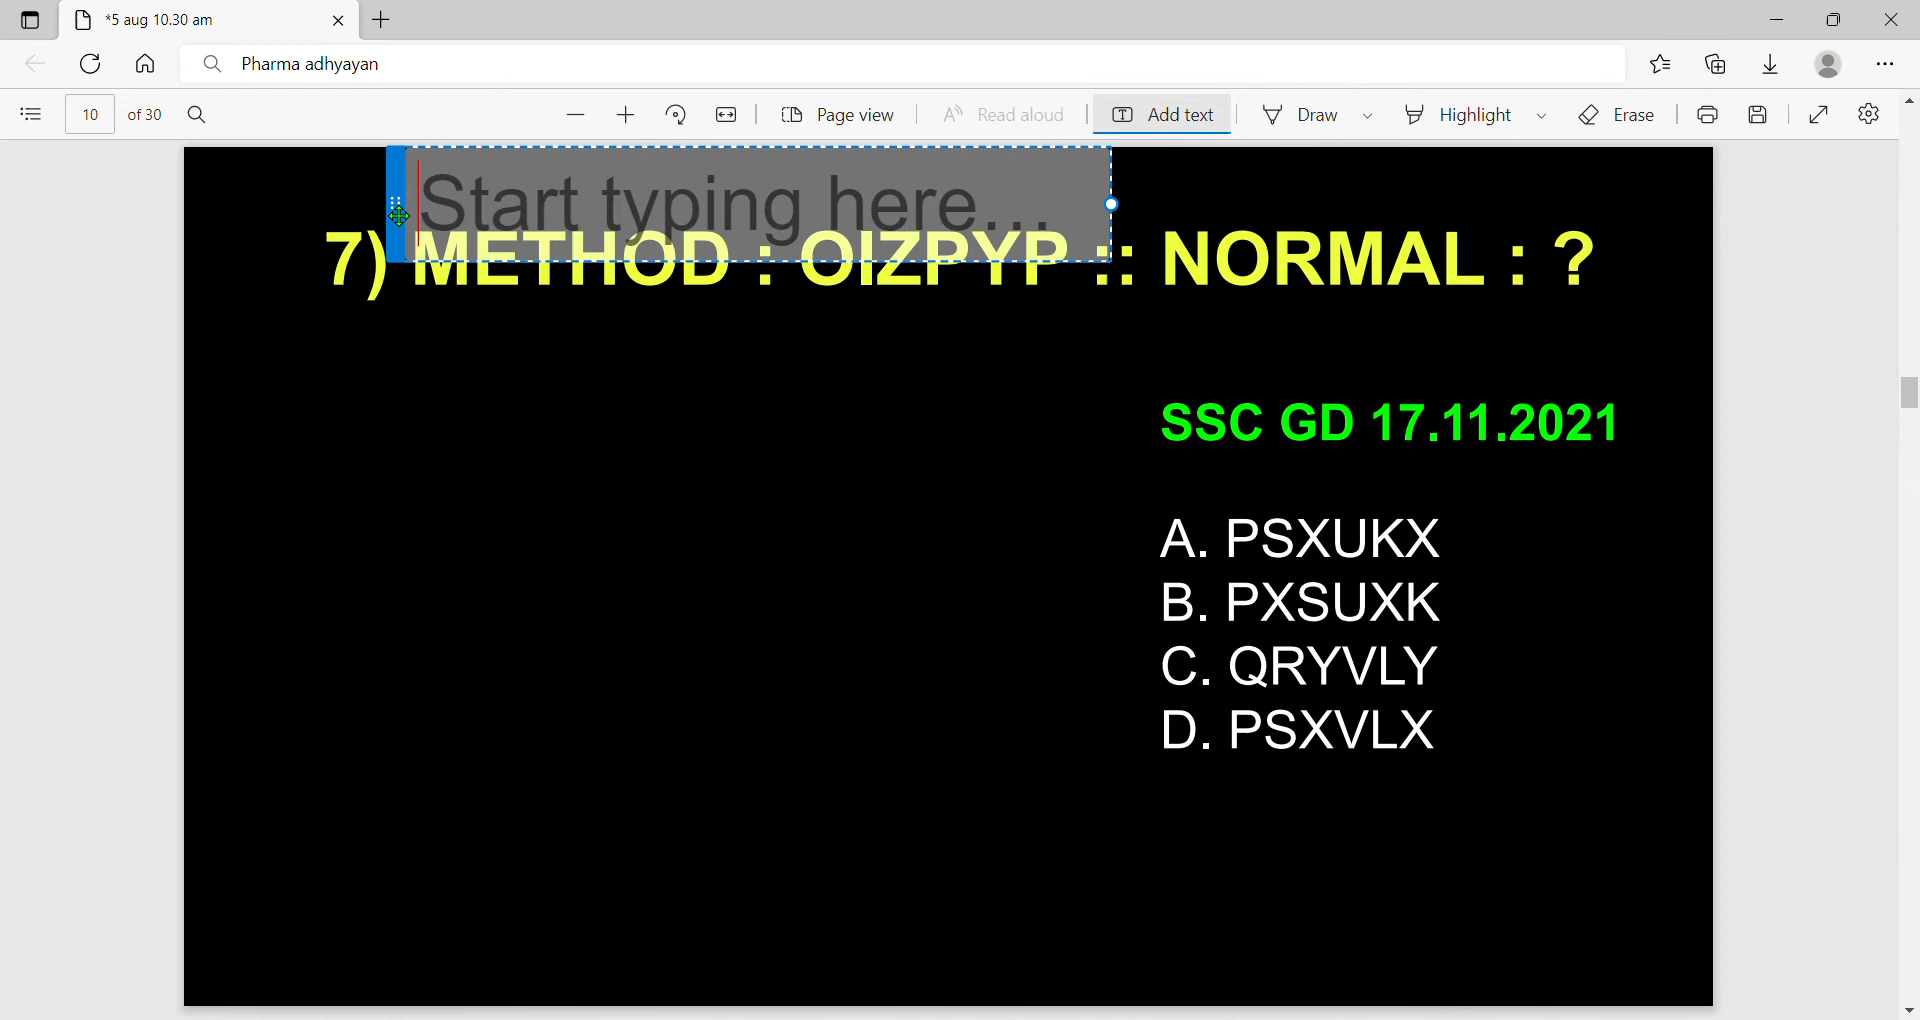 *5 aug 10.30 am
Pharma adhyayan
10 of 30 Page view Read aloud Add text Draw Highlight Erase
Start typing here...
7) METHOD : OIZPYP :: NORMAL : ?
SSC GD 17.11.2021
A. PSXUKX
B. PXSUXK
C. QRYVLY
D. PSXVLX